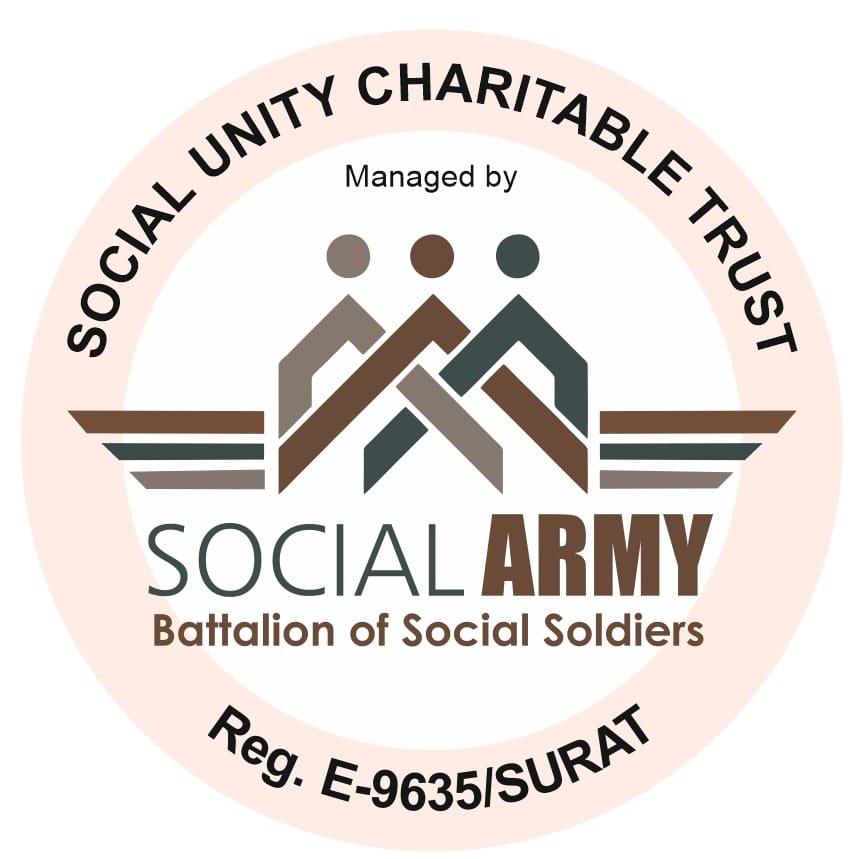 SOCIAL UNITY CHARITABLE TRUST
Managed by
SOCIAL ARMY
Battalion of Social Soldiers
Reg. E-9635/SURAT